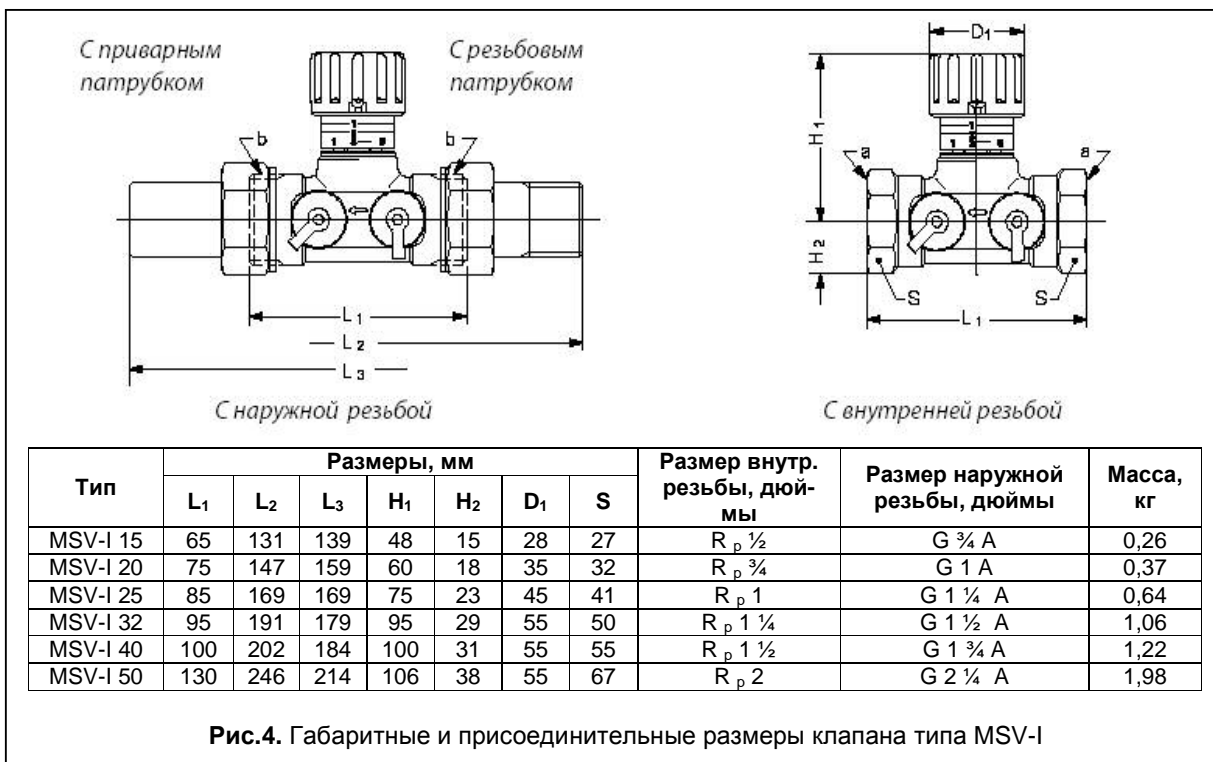 С приварным
патрубком
С резьбовым
патрубком
D₁
b
b
1
1 5
H₁
1
1 5
a
a
H₂
S
S
L₁
L₁
L₂
L₃
С наружной резьбой
С внутренней резьбой
Тип Размеры, мм Размер внутр. резьбы, дюй-мы Размер наружной резьбы, дюймы Масса, кг
L₁ L₂ L₃ H₁ H₂ D₁ S
MSV-I 15 65 131 139 48 15 28 27 R p ½ G ¾ A 0,26
MSV-I 20 75 147 159 60 18 35 32 R p ¾ G 1 A 0,37
MSV-I 25 85 169 169 75 23 45 41 R p 1 G 1 ¼ A 0,64
MSV-I 32 95 191 179 95 29 55 50 R p 1 ¼ G 1 ½ A 1,06
MSV-I 40 100 202 184 100 31 55 55 R p 1 ½ G 1 ¾ A 1,22
MSV-I 50 130 246 214 106 38 55 67 R p 2 G 2 ¼ A 1,98
Рис.4. Габаритные и присоединительные размеры клапана типа MSV-I